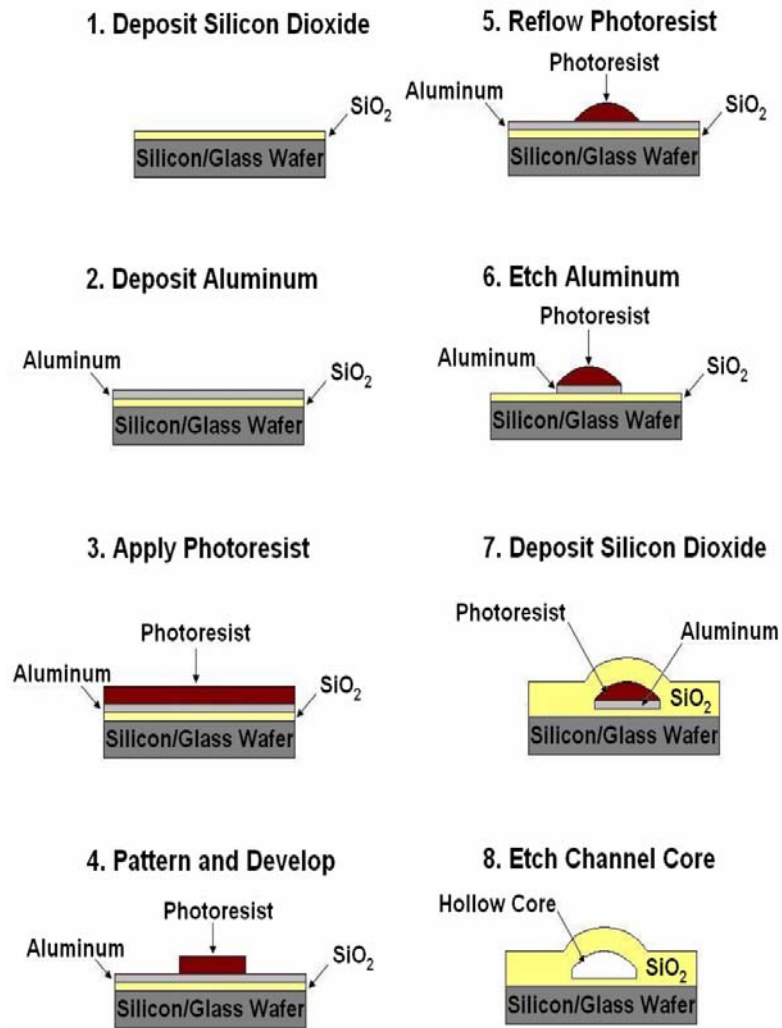 1. Deposit Silicon Dioxide
SiO2
Silicon/Glass Wafer
2. Deposit Aluminum
Aluminum
SiO2
Silicon/Glass Wafer
3. Apply Photoresist
Photoresist
Aluminum
SiO2
Silicon/Glass Wafer
4. Pattern and Develop
Photoresist
Aluminum
SiO2
Silicon/Glass Wafer
5. Reflow Photoresist
Photoresist
Aluminum
SiO2
Silicon/Glass Wafer
6. Etch Aluminum
Photoresist
Aluminum
SiO2
Silicon/Glass Wafer
7. Deposit Silicon Dioxide
Photoresist
Aluminum
SiO2
Silicon/Glass Wafer
8. Etch Channel Core
Hollow Core
SiO2
Silicon/Glass Wafer